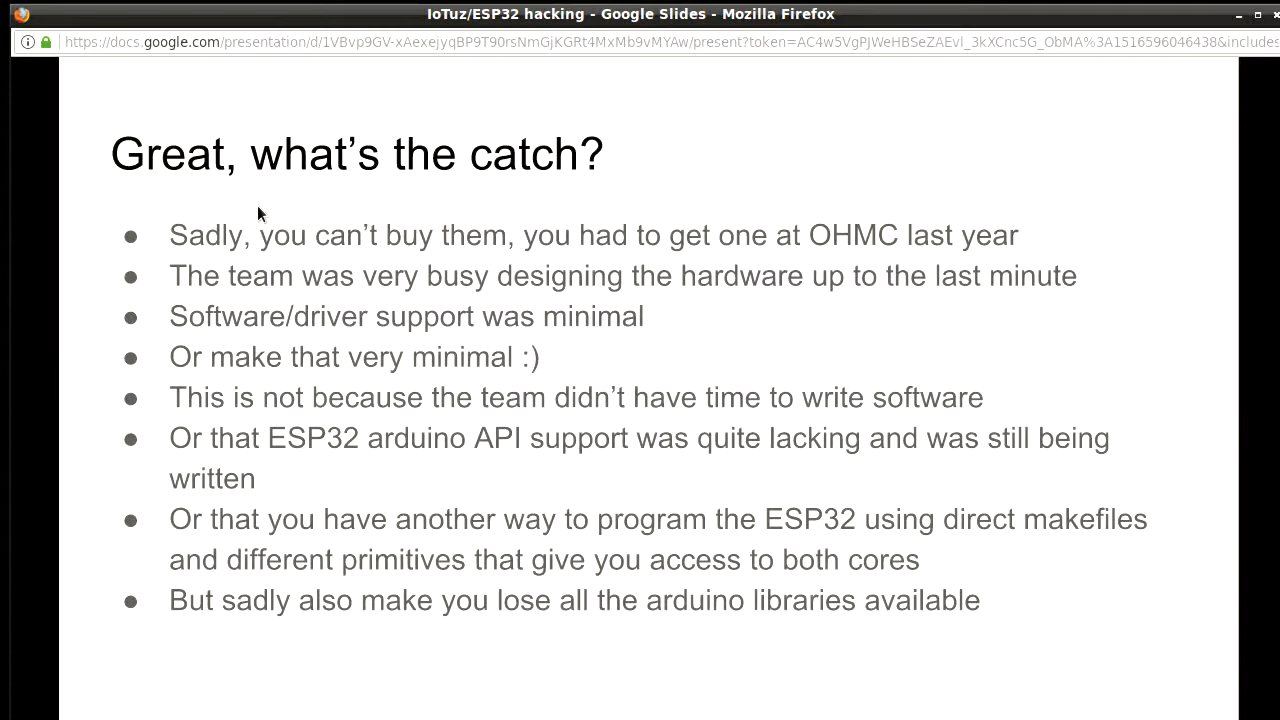 IoTuz/ESP32 hacking - Google Slides - Mozilla Firefox
https://docs.google.com/presentation/d/1VBvp9GV-xAexejyqBP9T90rsNmGjKGRt4MxMb9vMYAw/present?token=AC4w5VgPJWeHBSeZAEvI_3kXCnc5G_ObMA%3A1516596046438&includes
Great, what's the catch?
● Sadly, you can't buy them, you had to get one at OHMC last year
● The team was very busy designing the hardware up to the last minute
● Software/driver support was minimal
● Or make that very minimal :)
● This is not because the team didn't have time to write software
● Or that ESP32 arduino API support was quite lacking and was still being
written
● Or that you have another way to program the ESP32 using direct makefiles
and different primitives that give you access to both cores
● But sadly also make you lose all the arduino libraries available